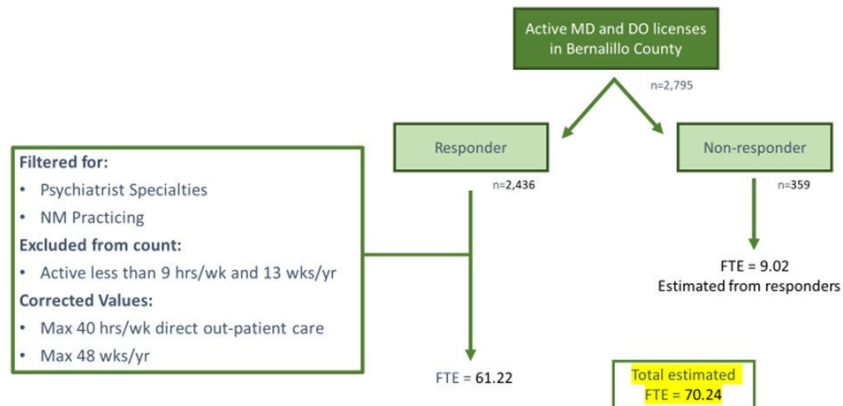 Active MD and DO licenses
in Bernalillo County
n=2,795
Responder
Non-responder
n=2,436
n=359
Filtered for:
• Psychiatrist Specialties
• NM Practicing
Excluded from count:
• Active less than 9 hrs/wk and 13 wks/yr
Corrected Values:
• Max 40 hrs/wk direct out-patient care
• Max 48 wks/yr
FTE = 9.02
Estimated from responders
FTE = 61.22
Total estimated
FTE = 70.24